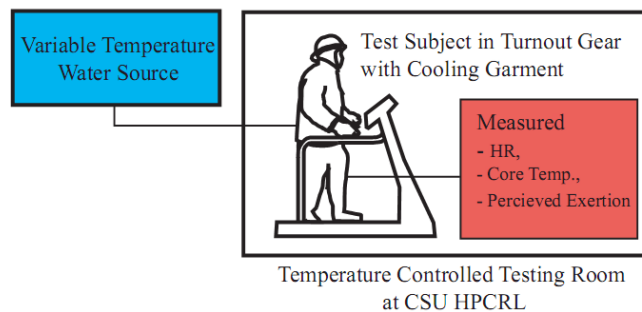 Variable Temperature
Water Source
Test Subject in Turnout Gear
with Cooling Garment
Measured
- HR,
- Core Temp.,
- Percieved Exertion
Temperature Controlled Testing Room
at CSU HPCRL